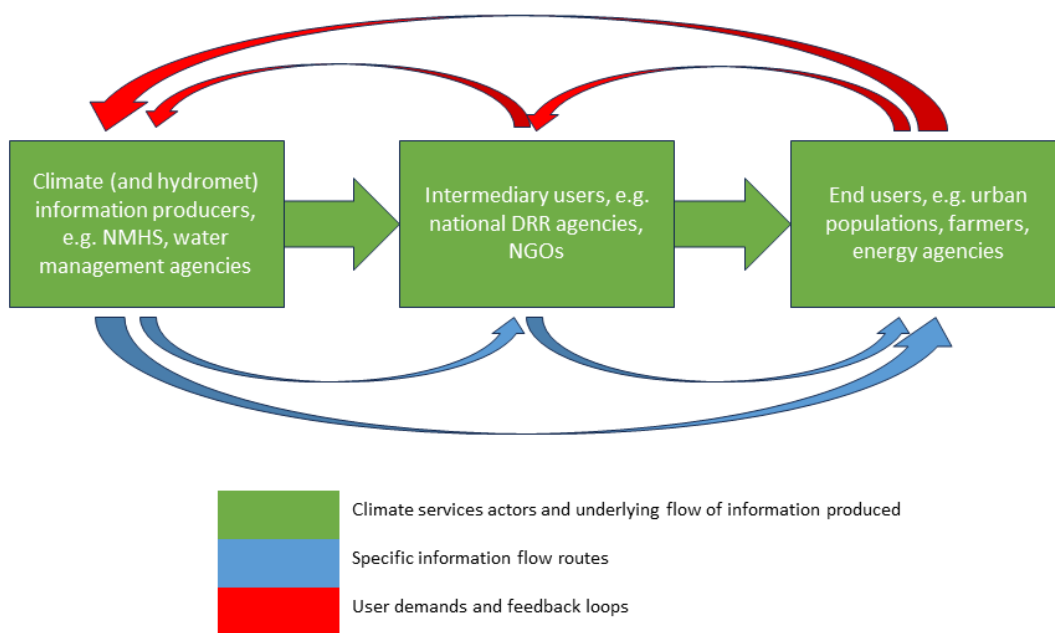 Climate (and hydromet)
information producers,
e.g. NMHS, water
management agencies
Intermediary users, e.g.
national DRR agencies,
NGOs
End users, e.g. urban
populations, farmers,
energy agencies
Climate services actors and underlying flow of information produced
Specific information flow routes
User demands and feedback loops